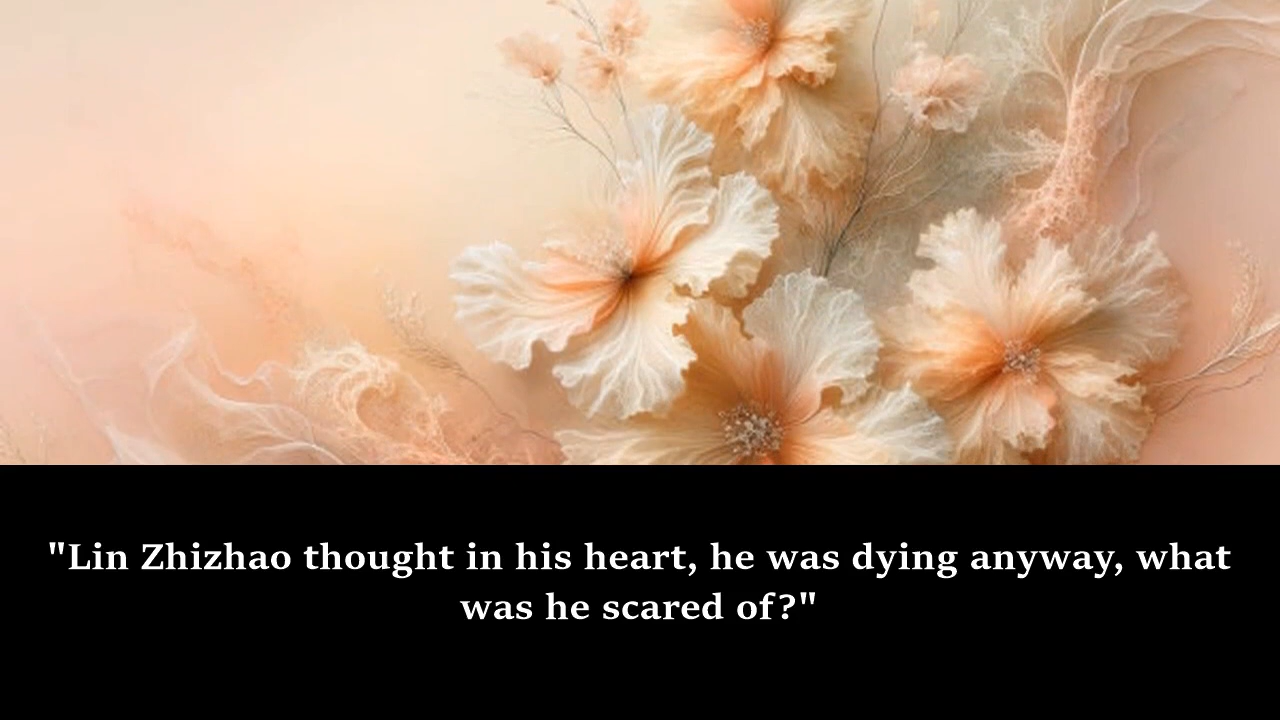 "Lin Zhizhao thought in his heart, he was dying anyway, what
was he scared of?"